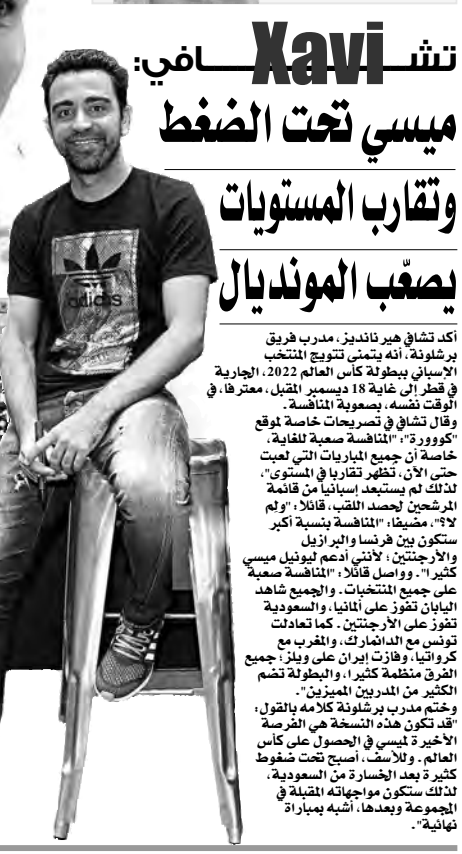 تشافي:
Xavi
ميسي تحت الضغط
وتقارب المستويات
يصعّب المونديال
adidas
أكد تشافي هيرنانديز، مدرب فريق
برشلونة، أنه يتمنى تتويج المنتخب
الإسباني ببطولة كأس العالم 2022، الجارية
في قطر إلى غاية 18 ديسمبر المقبل، معترفا، في
الوقت نفسه، بصعوبة المنافسة.
وقال تشافي في تصريحات خاصة لموقع
"كووورة": "المنافسة صعبة للغاية،
خاصة أن جميع المباريات التي لعبت
حتى الآن، تظهر تقاربا في المستوى"،
لذلك لم يستبعد إسبانيا من قائمة
المرشحين لحصد اللقب، قائلا: "ولم
لا؟"، مضيفا: "المنافسة بنسبة أكبر
ستكون بين فرنسا والبرازيل
والأرجنتين؛ لأنني أدعم ليونيل ميسي
كثيرا". وواصل قائلا: "المنافسة صعبة
على جميع المنتخبات. والجميع شاهد
اليابان تفوز على ألمانيا، والسعودية
تفوز على الأرجنتين. كما تعادلت
تونس مع الدانمارك، والمغرب مع
كرواتيا، وفازت إيران على ويلز؛ جميع
الفرق منظمة كثيرا، والبطولة تضم
الكثير من المدربين المميزين".
وختم مدرب برشلونة كلامه بالقول:
"قد تكون هذه النسخة هي الفرصة
الأخيرة لميسي في الحصول على كأس
العالم. وللأسف، أصبح تحت ضغوط
كثيرة بعد الخسارة من السعودية،
لذلك ستكون مواجهاته المقبلة في
المجموعة وبعدها، أشبه بمباراة
نهائية".